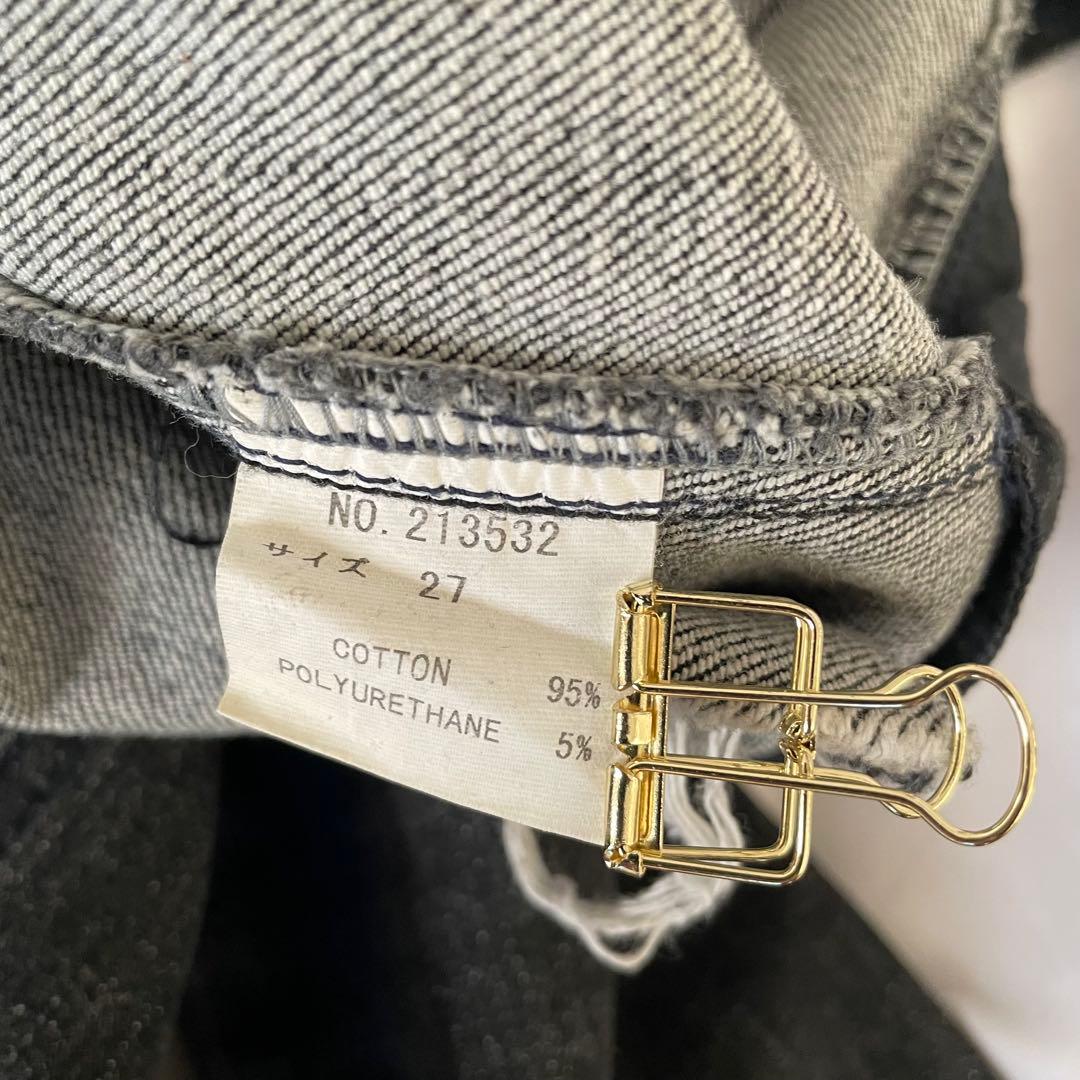 NO. 213532
サイズ 27
COTTON 95%
POLYURETHANE 5%